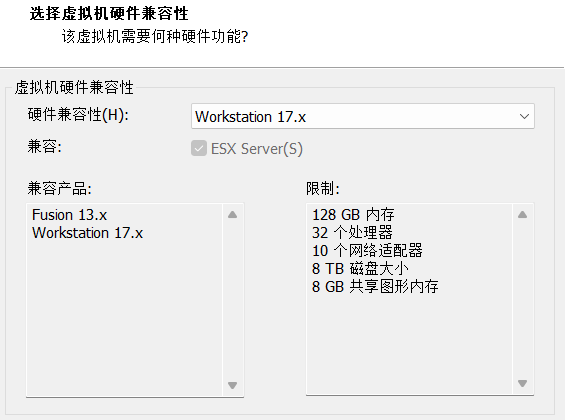 选择虚拟机硬件兼容性
该虚拟机需要何种硬件功能?
虚拟机硬件兼容性
硬件兼容性(H):
Workstation 17.x
兼容:
ESX Server(S)
兼容产品:
Fusion 13.x
Workstation 17.x
限制:
128 GB 内存
32 个处理器
10 个网络适配器
8 TB 磁盘大小
8 GB 共享图形内存